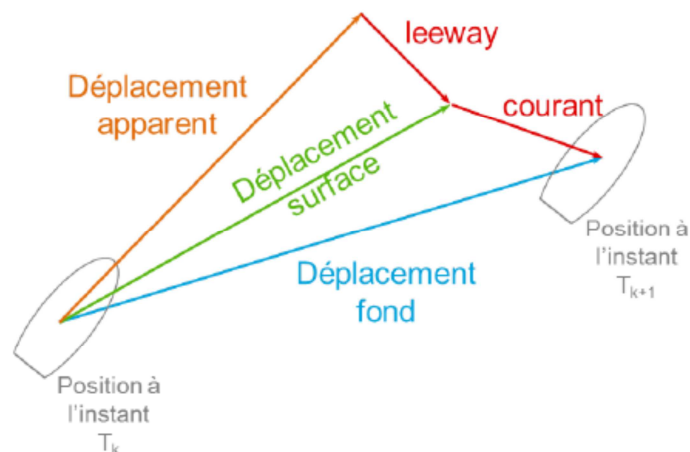 leeway
Déplacement
apparent
courant
Déplacement
surface
Position à
l'instant
Tk+1
Déplacement
fond
Position à
l'instant
Tk